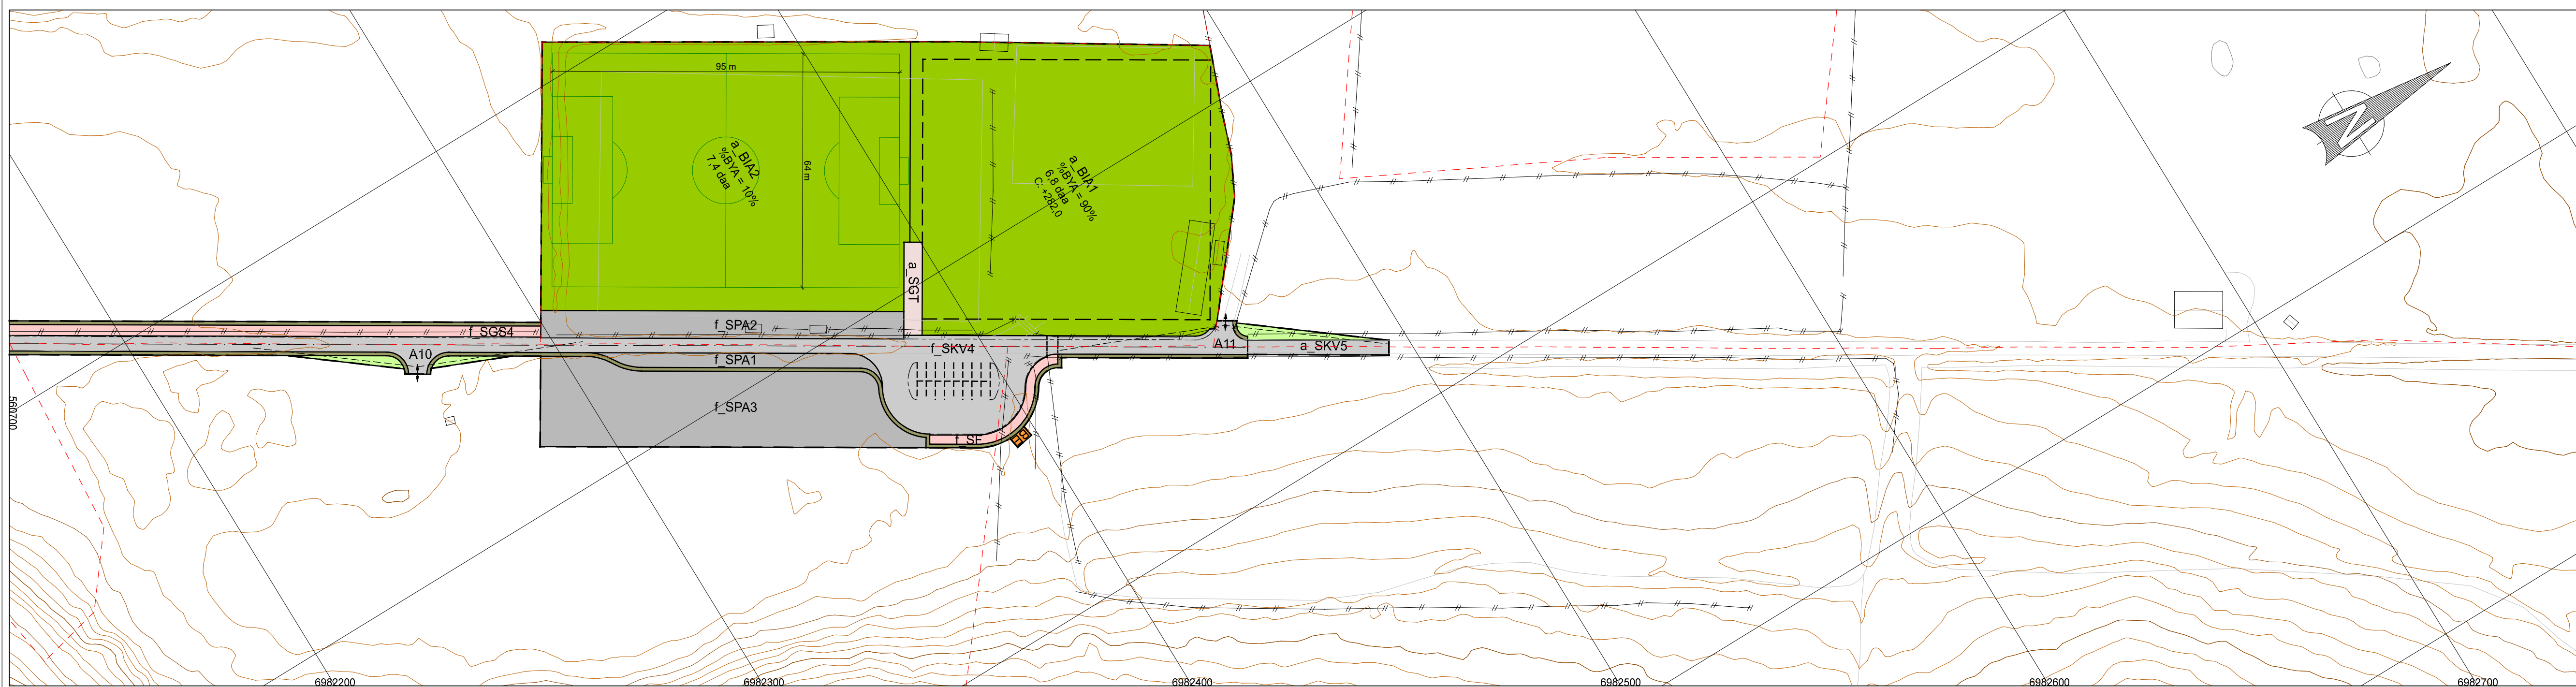 95 m
64 m
a_BIA2
%BYA = 10%
7,4 daa
a_BIA1
%BYA = 90%
6,8 daa
C: +282,0
N
a_SGT
f_SGS4
f_SPA2
A10
f_SPA1
f_SKV4
A11
a_SKV5
f_SPA3
f_SF
560700
6982200
6982300
6982400
6982500
6982600
6982700